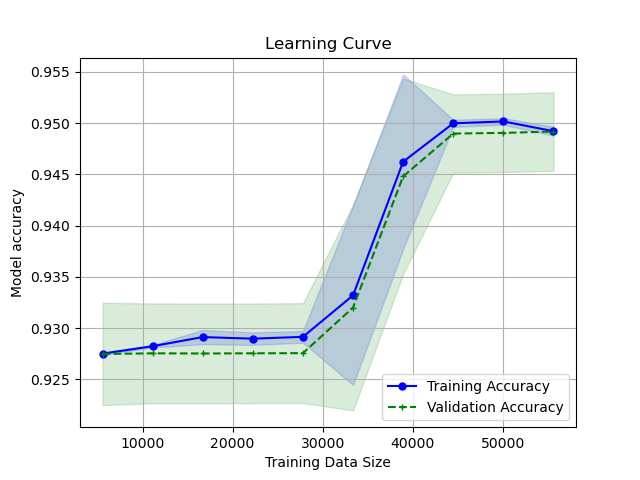 Learning Curve
0.955
0.950
0.945
0.940
0.935
0.930
0.925
Model accuracy
Training Accuracy
Validation Accuracy
10000 20000 30000 40000 50000
Training Data Size